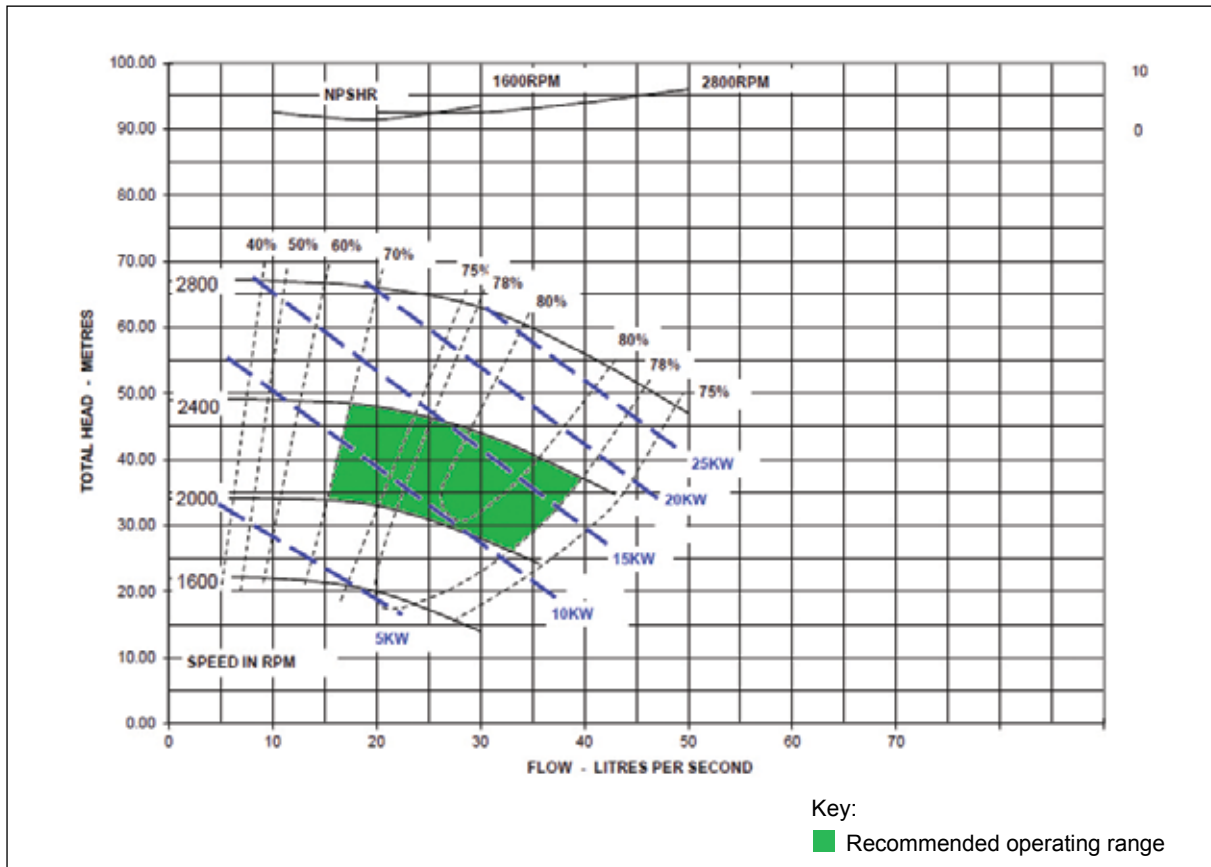 100.00
10
1600RPM
2800RPM
NPSHR
90.00
0
80.00
70.00
40%
50%
60%
70%
75%
78%
80%
2800
60.00
80%
78%
75%
50.00
2400
40.00
25KW
20KW
2000
30.00
15KW
1600
20.00
10KW
5KW
10.00
SPEED IN RPM
0.00
TOTAL HEAD - METRES
0
10
20
30
40
50
60
70
FLOW - LITRES PER SECOND
Key:
Recommended operating range